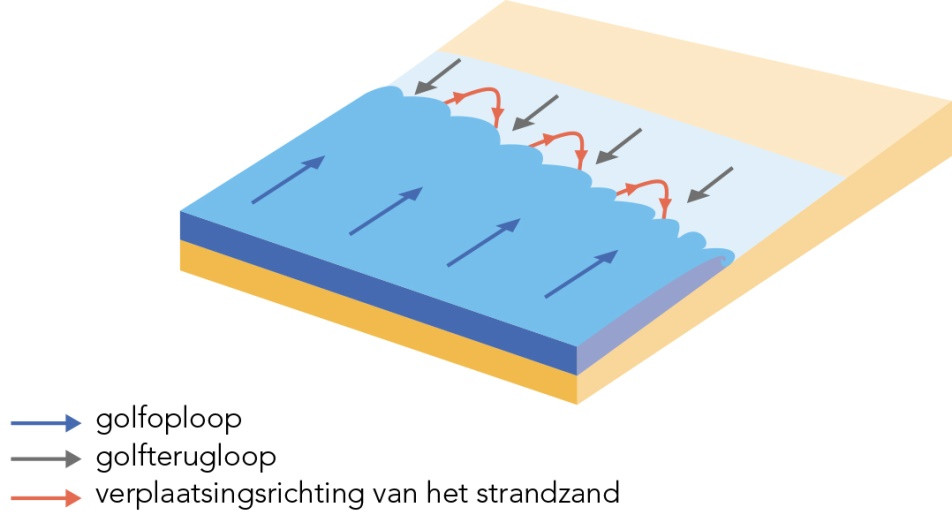 golfoploop
golfterugloop
verplaatsingsrichting van het strandzand